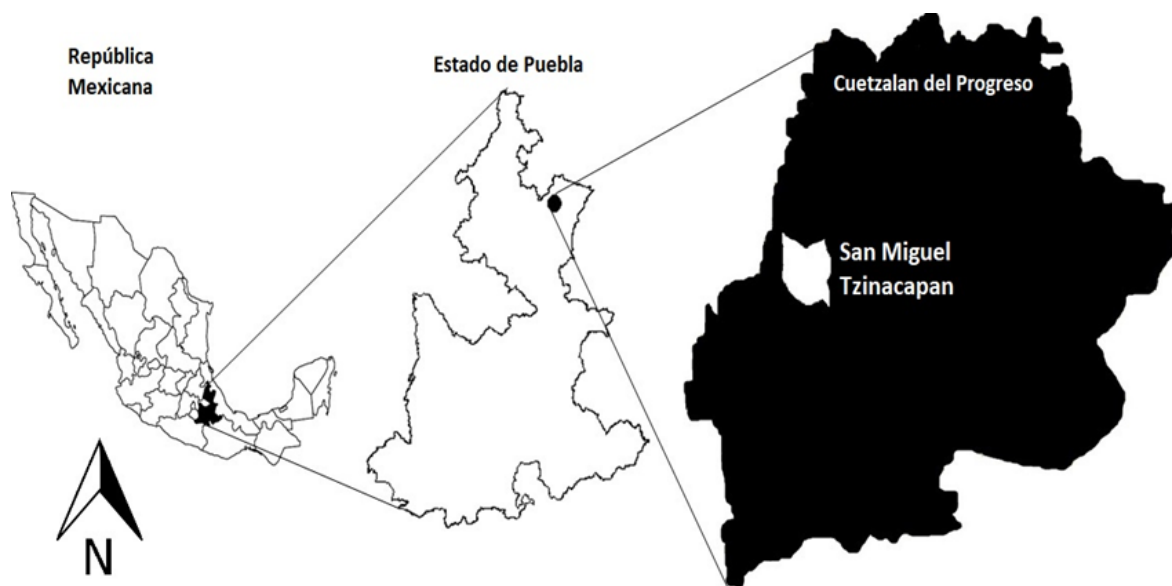 República
Mexicana
Estado de Puebla
Cuetzalan del Progreso
San Miguel
Tzinacapan
N